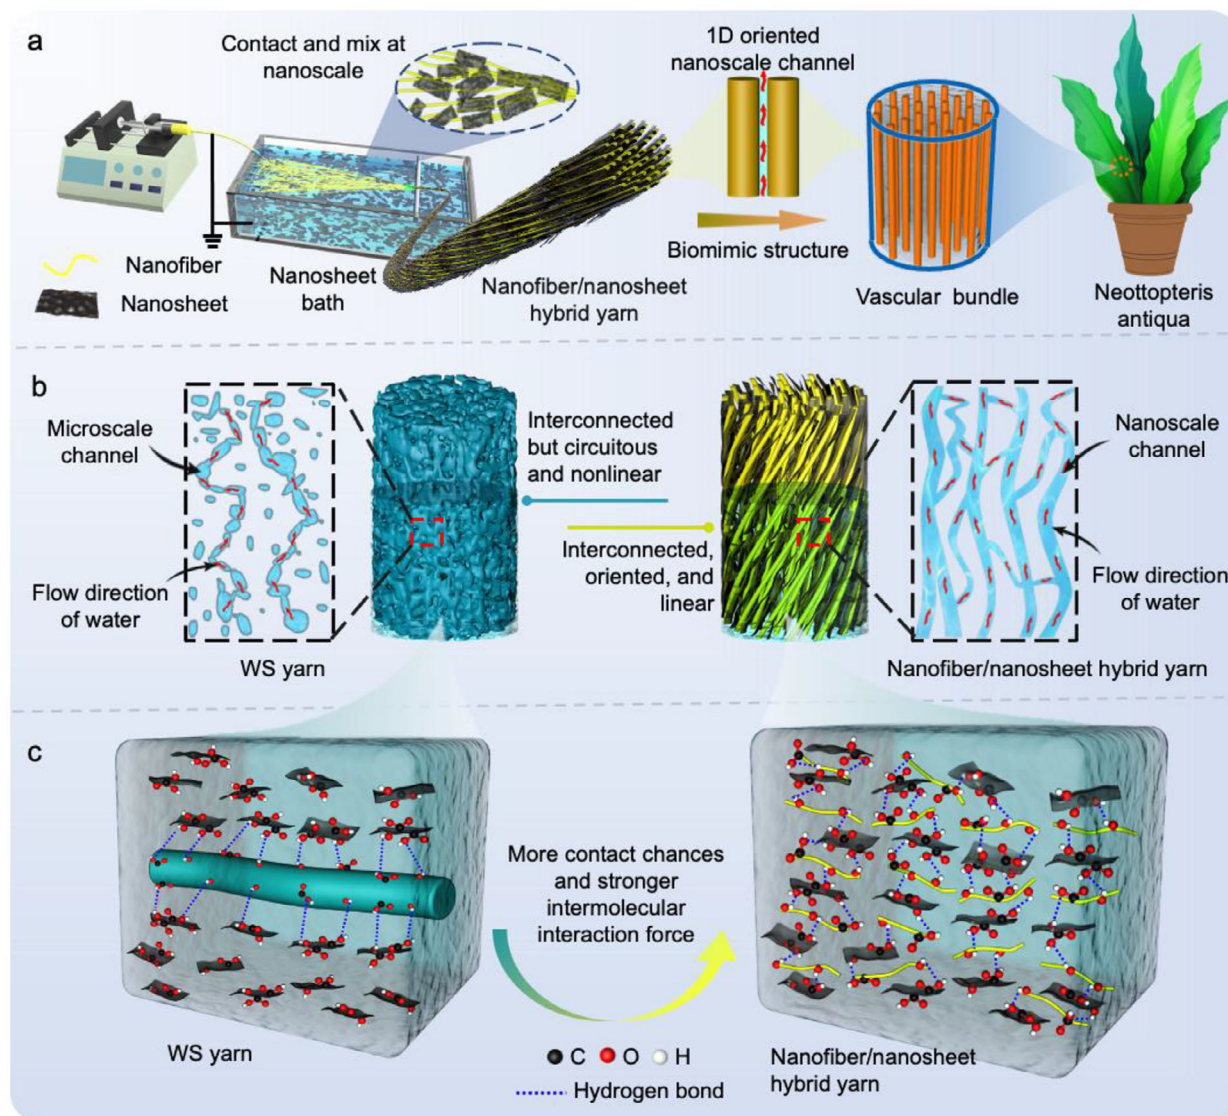 a
Contact and mix at
nanoscale
1D oriented
nanoscale channel
Nanofiber
Nanosheet
Nanosheet
bath
Nanofiber/nanosheet
hybrid yarn
Biomimic structure
Vascular bundle
Neottopteris
antiqua
b
Microscale
channel
Flow direction
of water
WS yarn
Interconnected
but circuitous
and nonlinear
Interconnected,
oriented, and
linear
Nanoscale
channel
Flow direction
of water
Nanofiber/nanosheet hybrid yarn
c
WS yarn
More contact chances
and stronger
intermolecular
interaction force
C O H
Hydrogen bond
Nanofiber/nanosheet
hybrid yarn